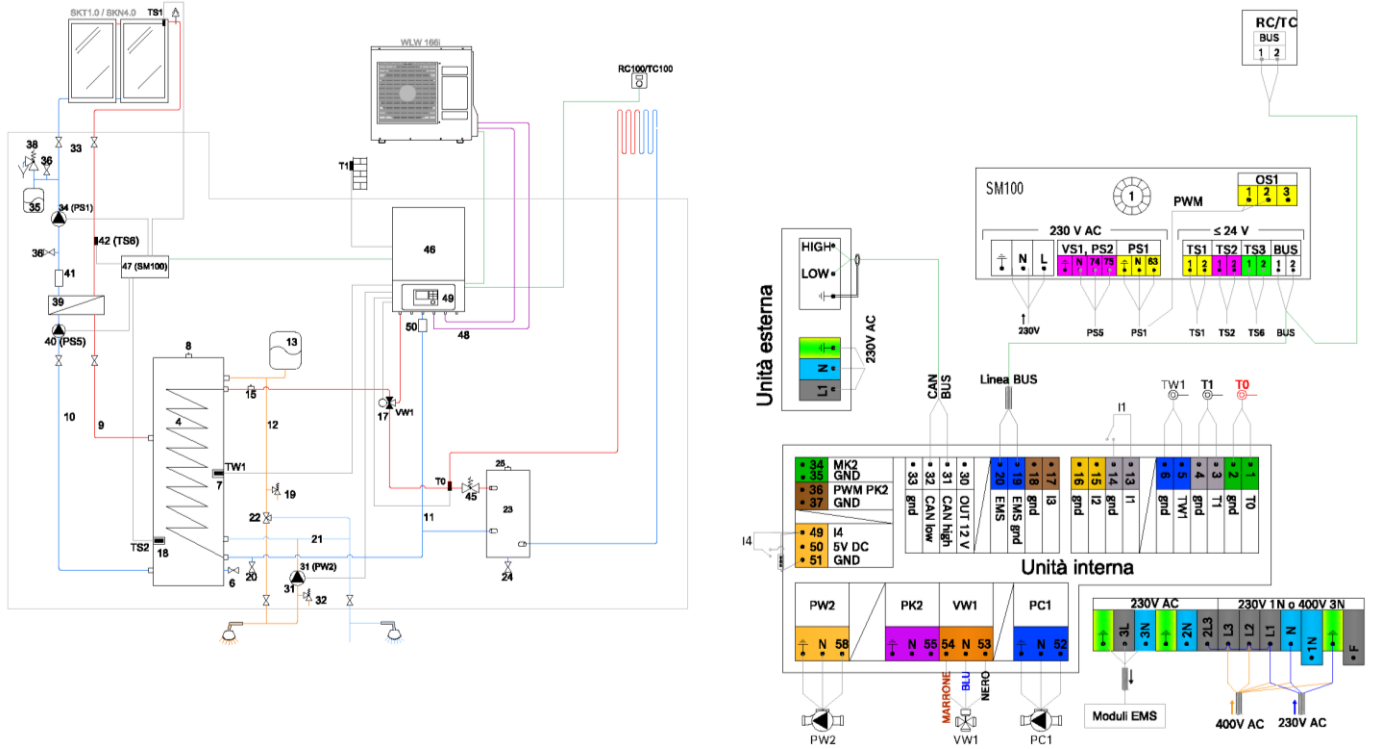 SKT1.0 / SKN4.0
TS1
WLW 166i
RC100/TC100
38
36
33
T1
35
34 (PS1)
42 (TS6)
36
47 (SM100)
46
41
39
49
40 (PS5)
50
48
8
13
15
17
VW1
4
10
9
12
TW1
7
T0
45
25
19
23
11
22
TS2
18
21
6
20
31 (PW2)
31
24
32
RC/TC
BUS
1 2
SM100
1
PWM
OS1
1 2 3
230 V AC
≤ 24 V
VS1, PS2
PS1
TS1
TS2
TS3
BUS
N
L
N
74
75
N
63
1 2
1 2
1 2
1 2
230V
PS5
PS1
TS1
TS2
TS6
BUS
Unità esterna
HIGH
LOW
230V AC
N
L1
CAN
BUS
Linea BUS
I1
TW1
T1
T0
34 MK2
35 GND
36 PWM PK2
37 GND
49 I4
50 5V DC
51 GND
I4
33 gnd
32 CAN low
31 CAN high
30 OUT 12 V
20 EMS
19 EMS gnd
18 gnd
17 I3
16 gnd
15 I2
14 gnd
13 I1
6 gnd
5 TW1
4 gnd
3 T1
2 gnd
1 T0
Unità interna
PW2
PK2
VW1
PC1
N
58
N
55
54
N
53
N
52
MARRONE
BLU
NERO
PW2
VW1
PC1
230V AC
230V 1N o 400V 3N
3L
3N
2N
2L3
L3
L2
L1
N
1N
F
Moduli EMS
400V AC
230V AC